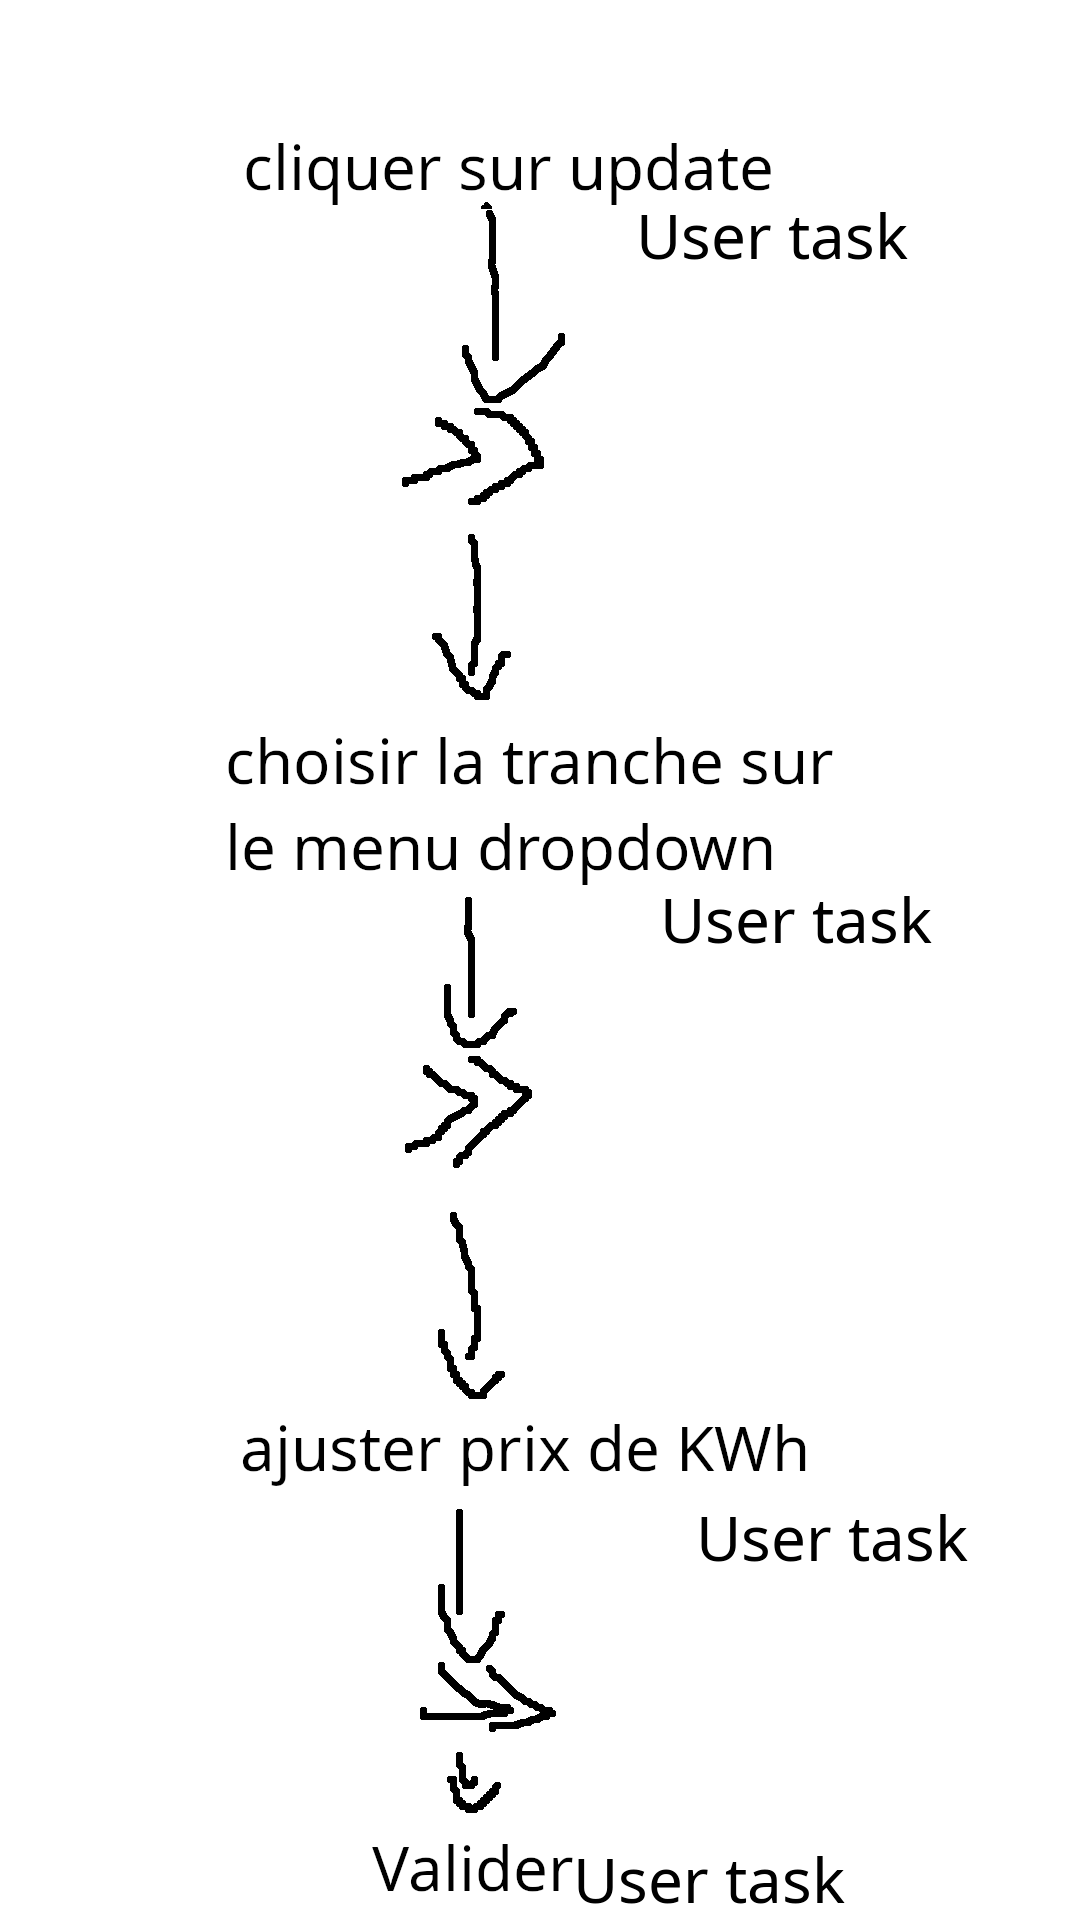 cliquer sur update
User task
choisir la tranche sur
le menu dropdown
User task
ajuster prix de KWh
User task
Valider
User task